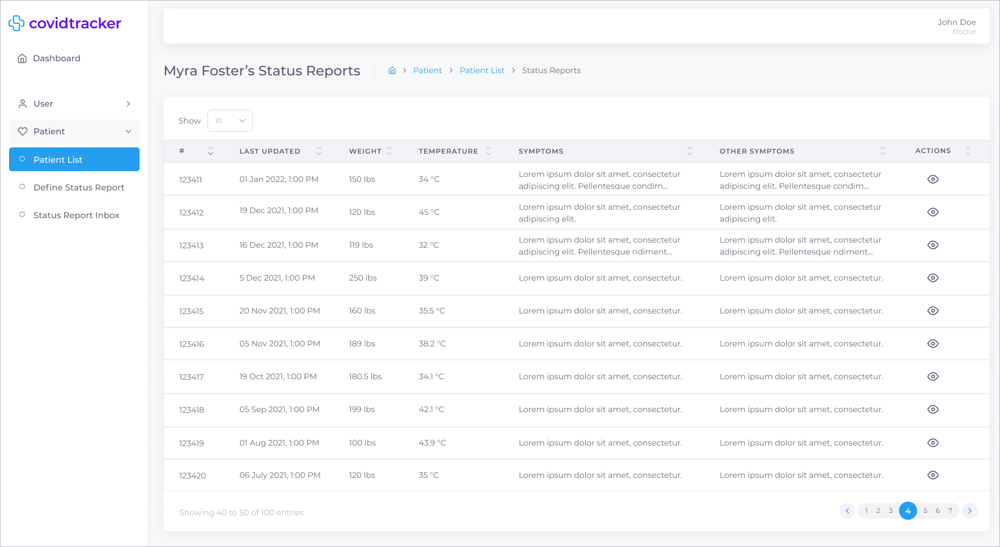 covidtracker
John Doe
Doctor
Dashboard
User
Patient
Patient List
Define Status Report
Status Report Inbox
Myra Foster’s Status Reports
Patient > Patient List > Status Reports
Show 10
# LAST UPDATED WEIGHT TEMPERATURE SYMPTOMS OTHER SYMPTOMS ACTIONS
123411 01 Jan 2022, 1:00 PM 150 lbs 34 °C Lorem ipsum dolor sit amet, consectetur adipiscing elit. Pellentesque condim... Lorem ipsum dolor sit amet, consectetur adipiscing elit. Pellentesque condim...
123412 19 Dec 2021, 1:00 PM 120 lbs 45 °C Lorem ipsum dolor sit amet, consectetur adipiscing elit. Lorem ipsum dolor sit amet, consectetur adipiscing elit.
123413 16 Dec 2021, 1:00 PM 119 lbs 32 °C Lorem ipsum dolor sit amet, consectetur adipiscing elit. Pellentesque ndiment... Lorem ipsum dolor sit amet, consectetur adipiscing elit. Pellentesque ndiment...
123414 5 Dec 2021, 1:00 PM 250 lbs 39 °C Lorem ipsum dolor sit amet, consectetur. Lorem ipsum dolor sit amet, consectetur.
123415 20 Nov 2021, 1:00 PM 160 lbs 35.5 °C Lorem ipsum dolor sit amet, consectetur. Lorem ipsum dolor sit amet, consectetur.
123416 05 Nov 2021, 1:00 PM 189 lbs 38.2 °C Lorem ipsum dolor sit amet, consectetur. Lorem ipsum dolor sit amet, consectetur.
123417 19 Oct 2021, 1:00 PM 180.5 lbs 34.1 °C Lorem ipsum dolor sit amet, consectetur. Lorem ipsum dolor sit amet, consectetur.
123418 05 Sep 2021, 1:00 PM 199 lbs 42.1 °C Lorem ipsum dolor sit amet, consectetur. Lorem ipsum dolor sit amet, consectetur.
123419 01 Aug 2021, 1:00 PM 100 lbs 43.9 °C Lorem ipsum dolor sit amet, consectetur. Lorem ipsum dolor sit amet, consectetur.
123420 06 July 2021, 1:00 PM 120 lbs 35 °C Lorem ipsum dolor sit amet, consectetur. Lorem ipsum dolor sit amet, consectetur.
Showing 40 to 50 of 100 entries
1 2 3 4 5 6 7